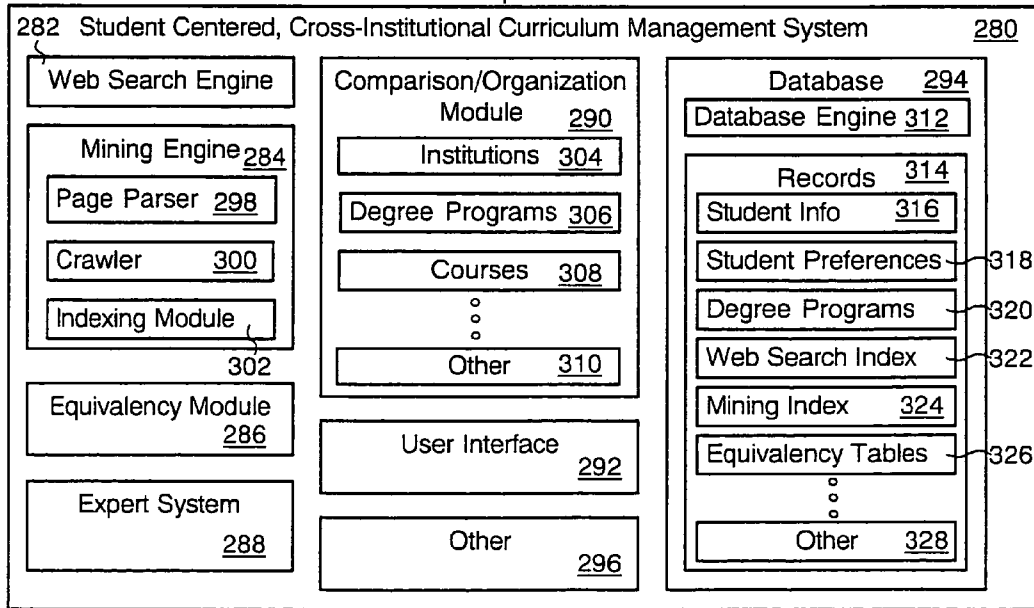 282 Student Centered, Cross-Institutional Curriculum Management System 280
Web Search Engine
Mining Engine 284
Page Parser 298
Crawler 300
Indexing Module
302
Equivalency Module
286
Expert System
288
Comparison/Organization
Module
290
Institutions 304
Degree Programs 306
Courses 308
Other 310
User Interface
292
Other
296
Database 294
Database Engine 312
Records 314
Student Info 316
Student Preferences 318
Degree Programs 320
Web Search Index 322
Mining Index 324
Equivalency Tables 326
Other 328